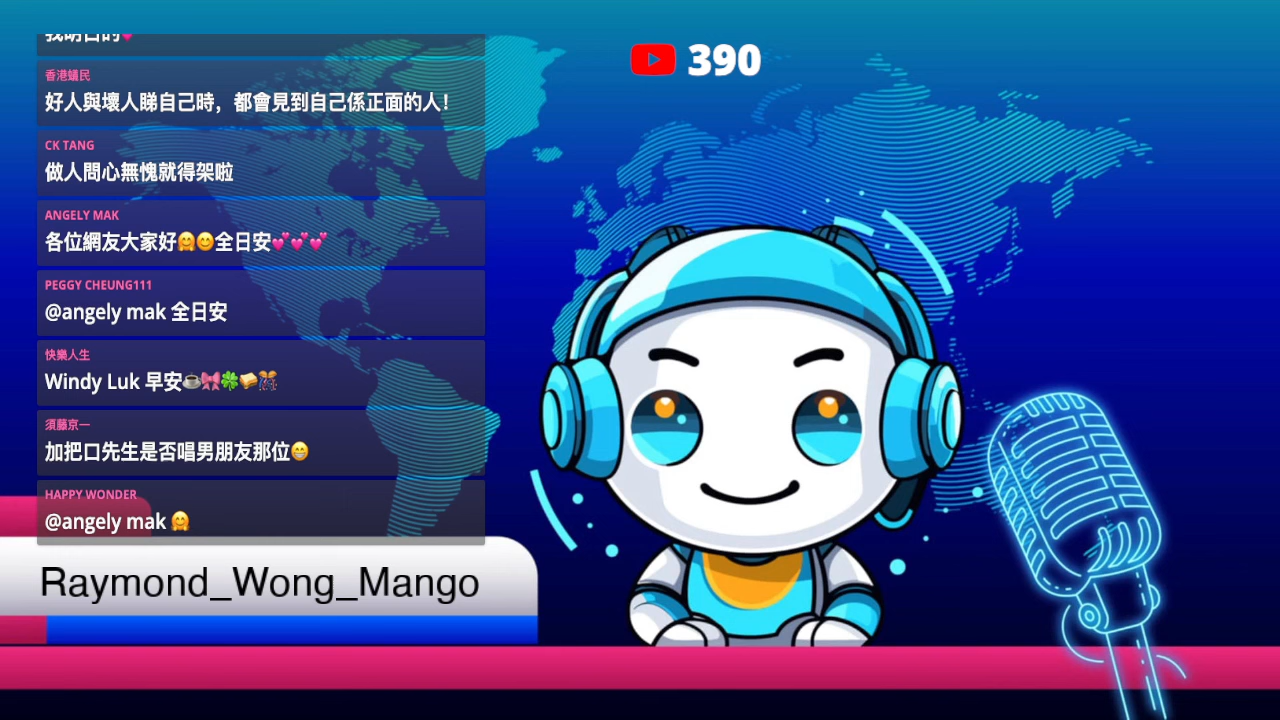 香港蟎民
好人與壞人睇自己時，都會見到自己係正面的人！
CK TANG
做人問心無愧就得架啦
ANGELY MAK
各位網友大家好🤗😊全日安💕💕💕
PEGGY CHEUNG111
@angely mak 全日安
快樂人生
Windy Luk 早安☕🎀🍀🥪🎊
須藤京一
加把口先生是否唱男朋友那位😁
HAPPY WONDER
@angely mak 🤗
Raymond_Wong_Mango
390